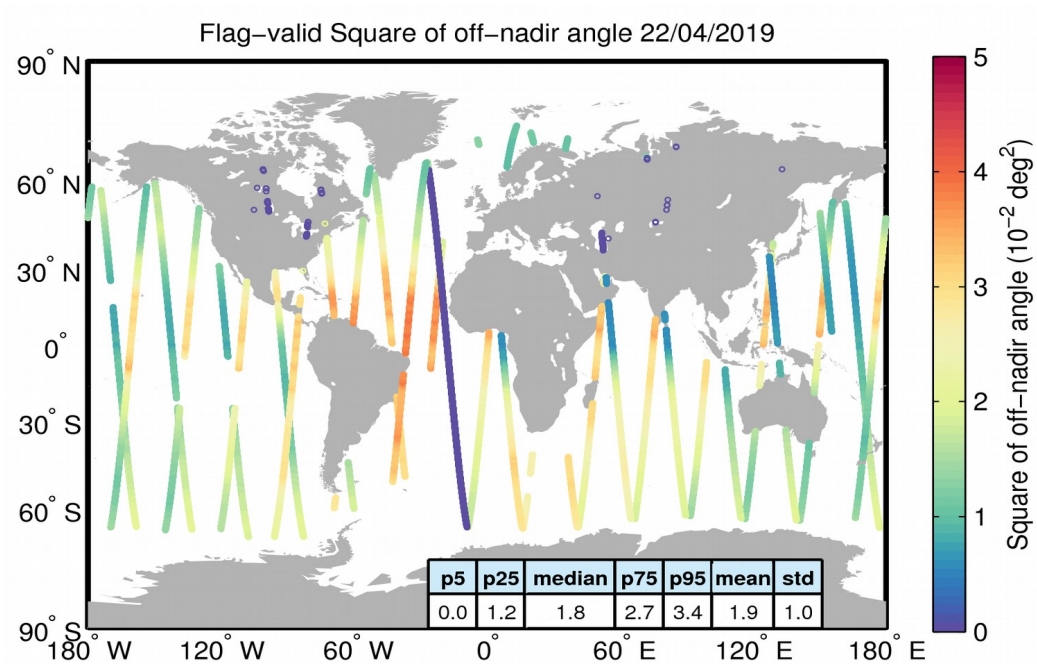 Flag−valid Square of off−nadir angle 22/04/2019
90° N
60° N
30° N
0°
30° S
60° S
90° S
180° W
120° W
60° W
0°
60° E
120° E
180° E
5
4
3
2
1
0
Square of off−nadir angle (10⁻² deg²)
p5 p25 median p75 p95 mean std
0.0 1.2 1.8 2.7 3.4 1.9 1.0